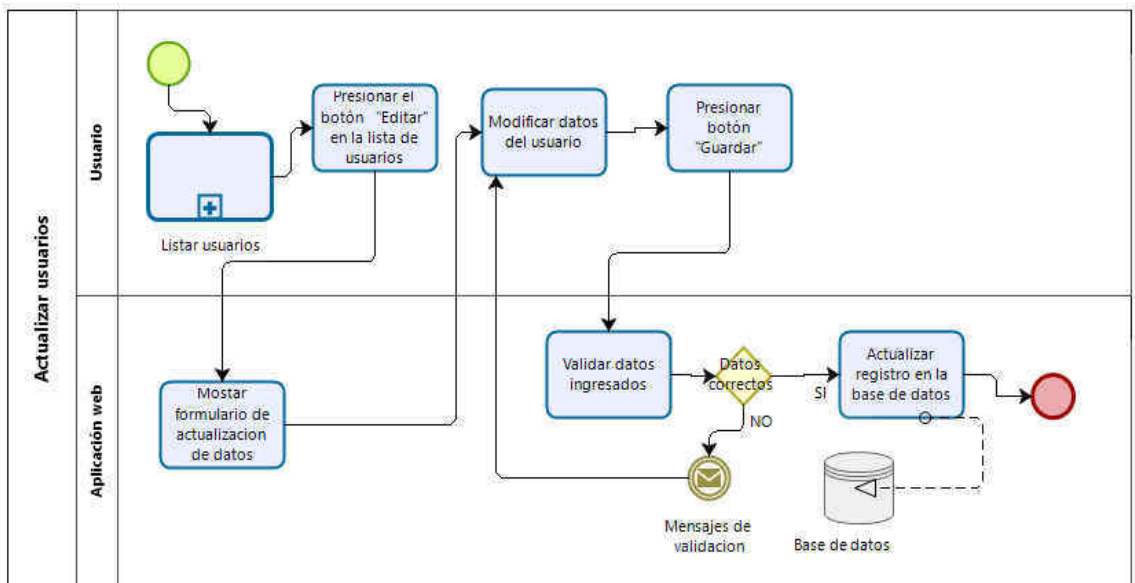 Actualizar usuarios
Usuario
Presionar el
botón "Editar"
en la lista de
usuarios
Modificar datos
del usuario
Presionar
botón
"Guardar"
Listar usuarios
Aplicación web
Mostar
formulario de
actualizacion
de datos
Validar datos
ingresados
Datos
correctos
SI
NO
Actualizar
registro en la
base de datos
Mensajes de
validacion
Base de datos